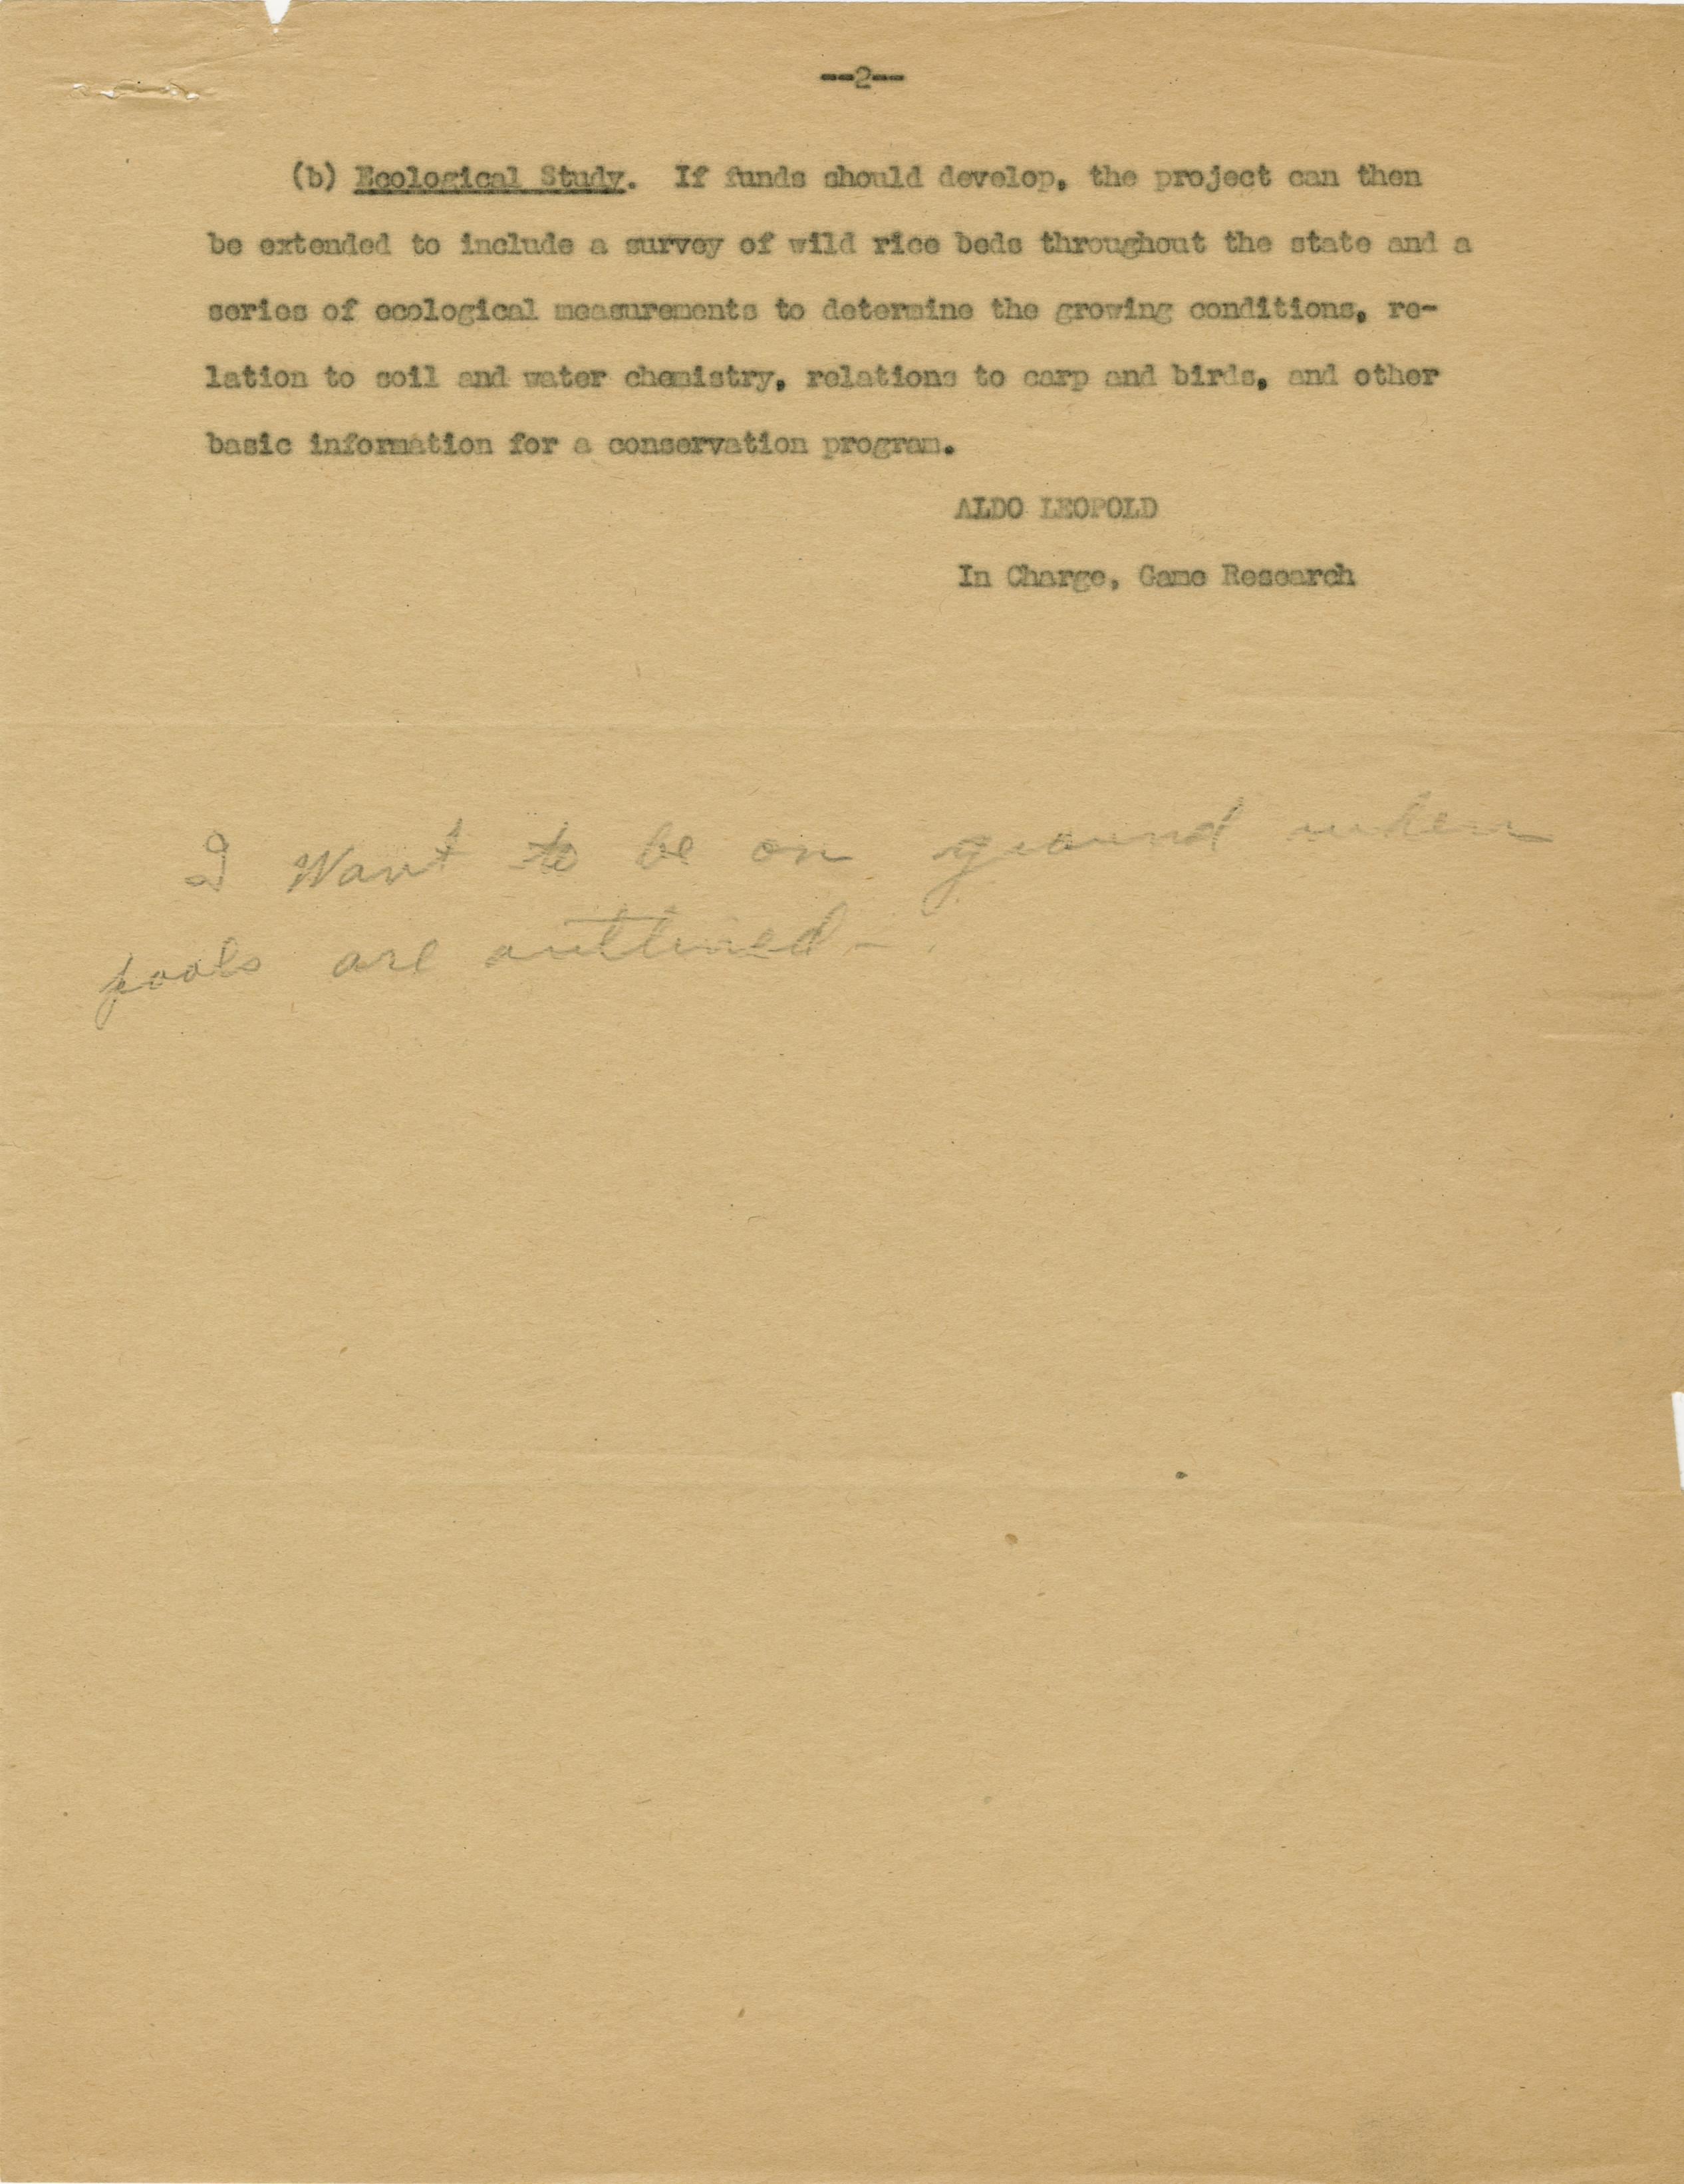 --2--
(b) Ecological Study. If funds should develop, the project can then
be extended to include a survey of wild rice beds throughout the state and a
series of ecological measurements to determine the growing conditions, re-
lation to soil and water chemistry, relations to carp and birds, and other
basic information for a conservation program.
ALDO LEOPOLD
In Charge, Game Research
I Want to be on ground when
pools are outlined-